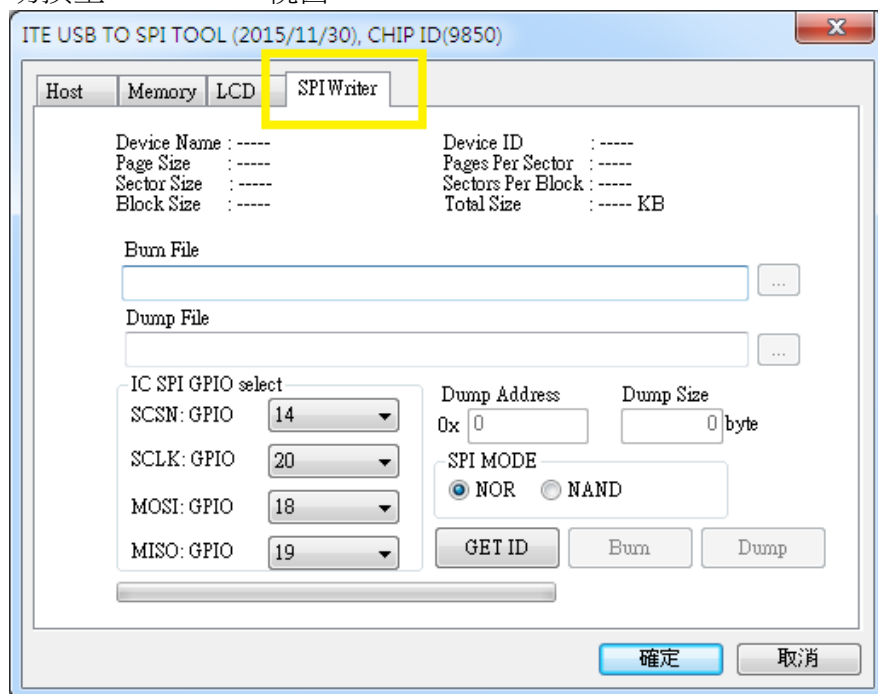 ITE USB TO SPI TOOL (2015/11/30), CHIP ID(9850)
Host Memory LCD SPI Writer
Device Name : ----- Device ID : -----
Page Size : ----- Pages Per Sector : -----
Sector Size : ----- Sectors Per Block : -----
Block Size : ----- Total Size : ----- KB
Burn File
...
Dump File
...
IC SPI GPIO select
SCSN: GPIO 14
SCLK: GPIO 20
MOSI: GPIO 18
MISO: GPIO 19
Dump Address Dump Size
0x 0 0 byte
SPI MODE
NOR NAND
GET ID Burn Dump
確定 取消